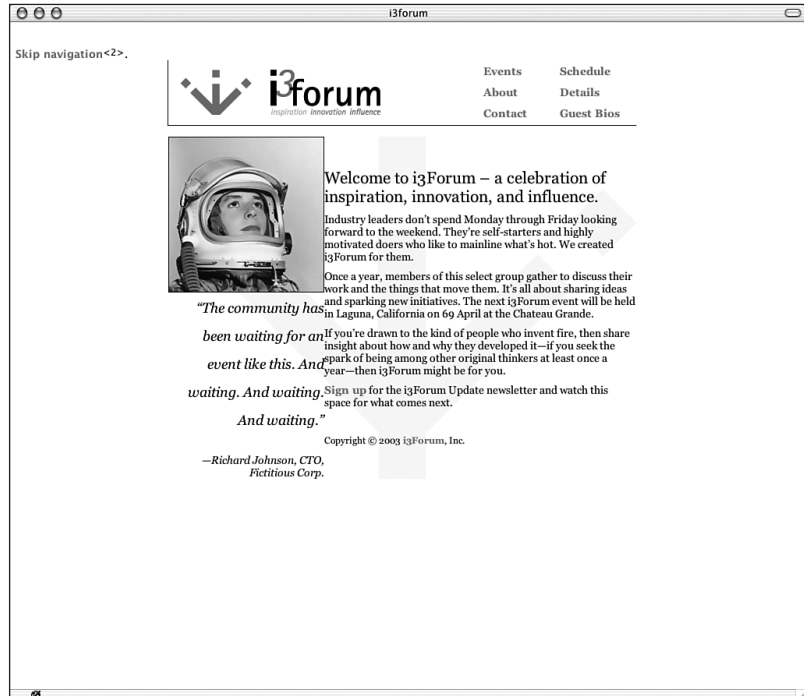 i3forum
Skip navigation<2>.
i3forum
inspiration innovation influence
Events Schedule
About Details
Contact Guest Bios
Welcome to i3Forum – a celebration of
inspiration, innovation, and influence.
Industry leaders don’t spend Monday through Friday looking
forward to the weekend. They’re self-starters and highly
motivated doers who like to mainline what’s hot. We created
i3Forum for them.
Once a year, members of this select group gather to discuss their
work and the things that move them. It’s all about sharing ideas
and sparking new initiatives. The next i3Forum event will be held
in Laguna, California on 69 April at the Chateau Grande.
If you’re drawn to the kind of people who invent fire, then share
insight about how and why they developed it—if you seek the
spark of being among other original thinkers at least once a
year—then i3Forum might be for you.
Sign up for the i3Forum Update newsletter and watch this
space for what comes next.
Copyright © 2003 i3Forum, Inc.
“The community has
been waiting for an
event like this. And
waiting. And waiting.
And waiting.”
—Richard Johnson, CTO,
Fictitious Corp.